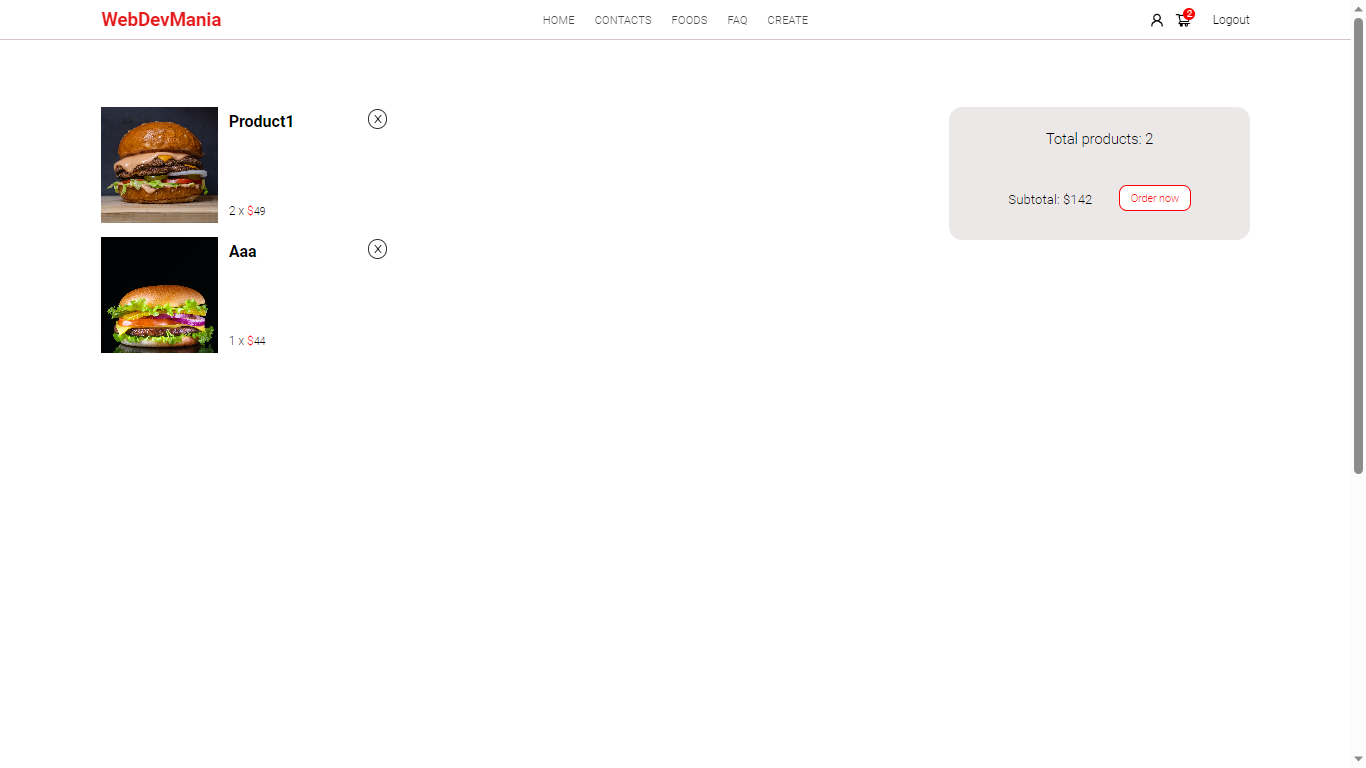 WebDevMania
HOME CONTACTS FOODS FAQ CREATE
2
Logout
Product1
X
2 x $49
Aaa
X
1 x $44
Total products: 2
Subtotal: $142
Order now